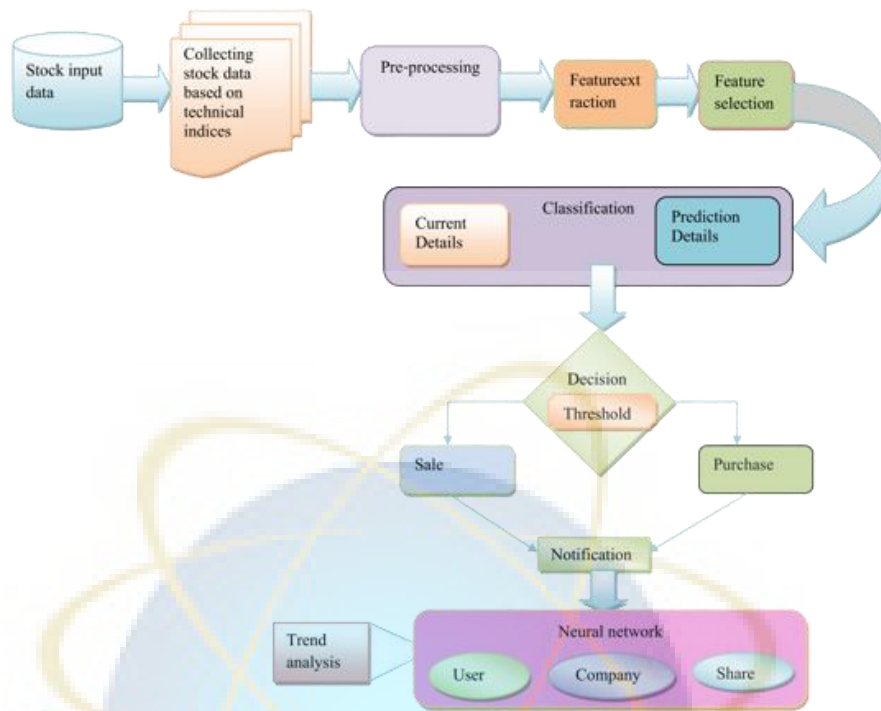 Stock input
data
Collecting
stock data
based on
technical
indices
Pre-processing
Featureext
raction
Feature
selection
Classification
Current
Details
Prediction
Details
Decision
Threshold
Sale
Purchase
Notification
Neural network
Trend
analysis
User
Company
Share